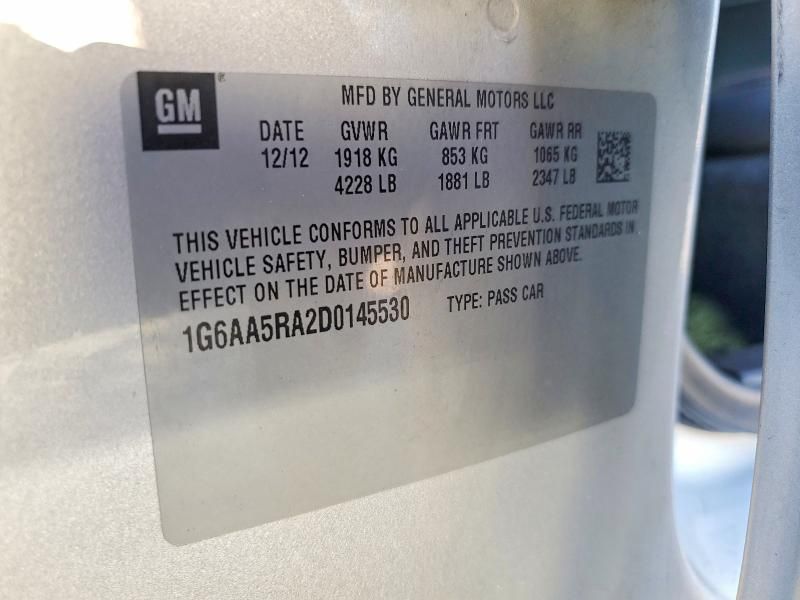 GM
MFD BY GENERAL MOTORS LLC
DATE GVWR GAWR FRT GAWR RR
12/12 1918 KG 853 KG 1065 KG
4228 LB 1881 LB 2347 LB
THIS VEHICLE CONFORMS TO ALL APPLICABLE U.S. FEDERAL MOTOR
VEHICLE SAFETY, BUMPER, AND THEFT PREVENTION STANDARDS IN
EFFECT ON THE DATE OF MANUFACTURE SHOWN ABOVE.
1G6AA5RA2D0145530 TYPE: PASS CAR